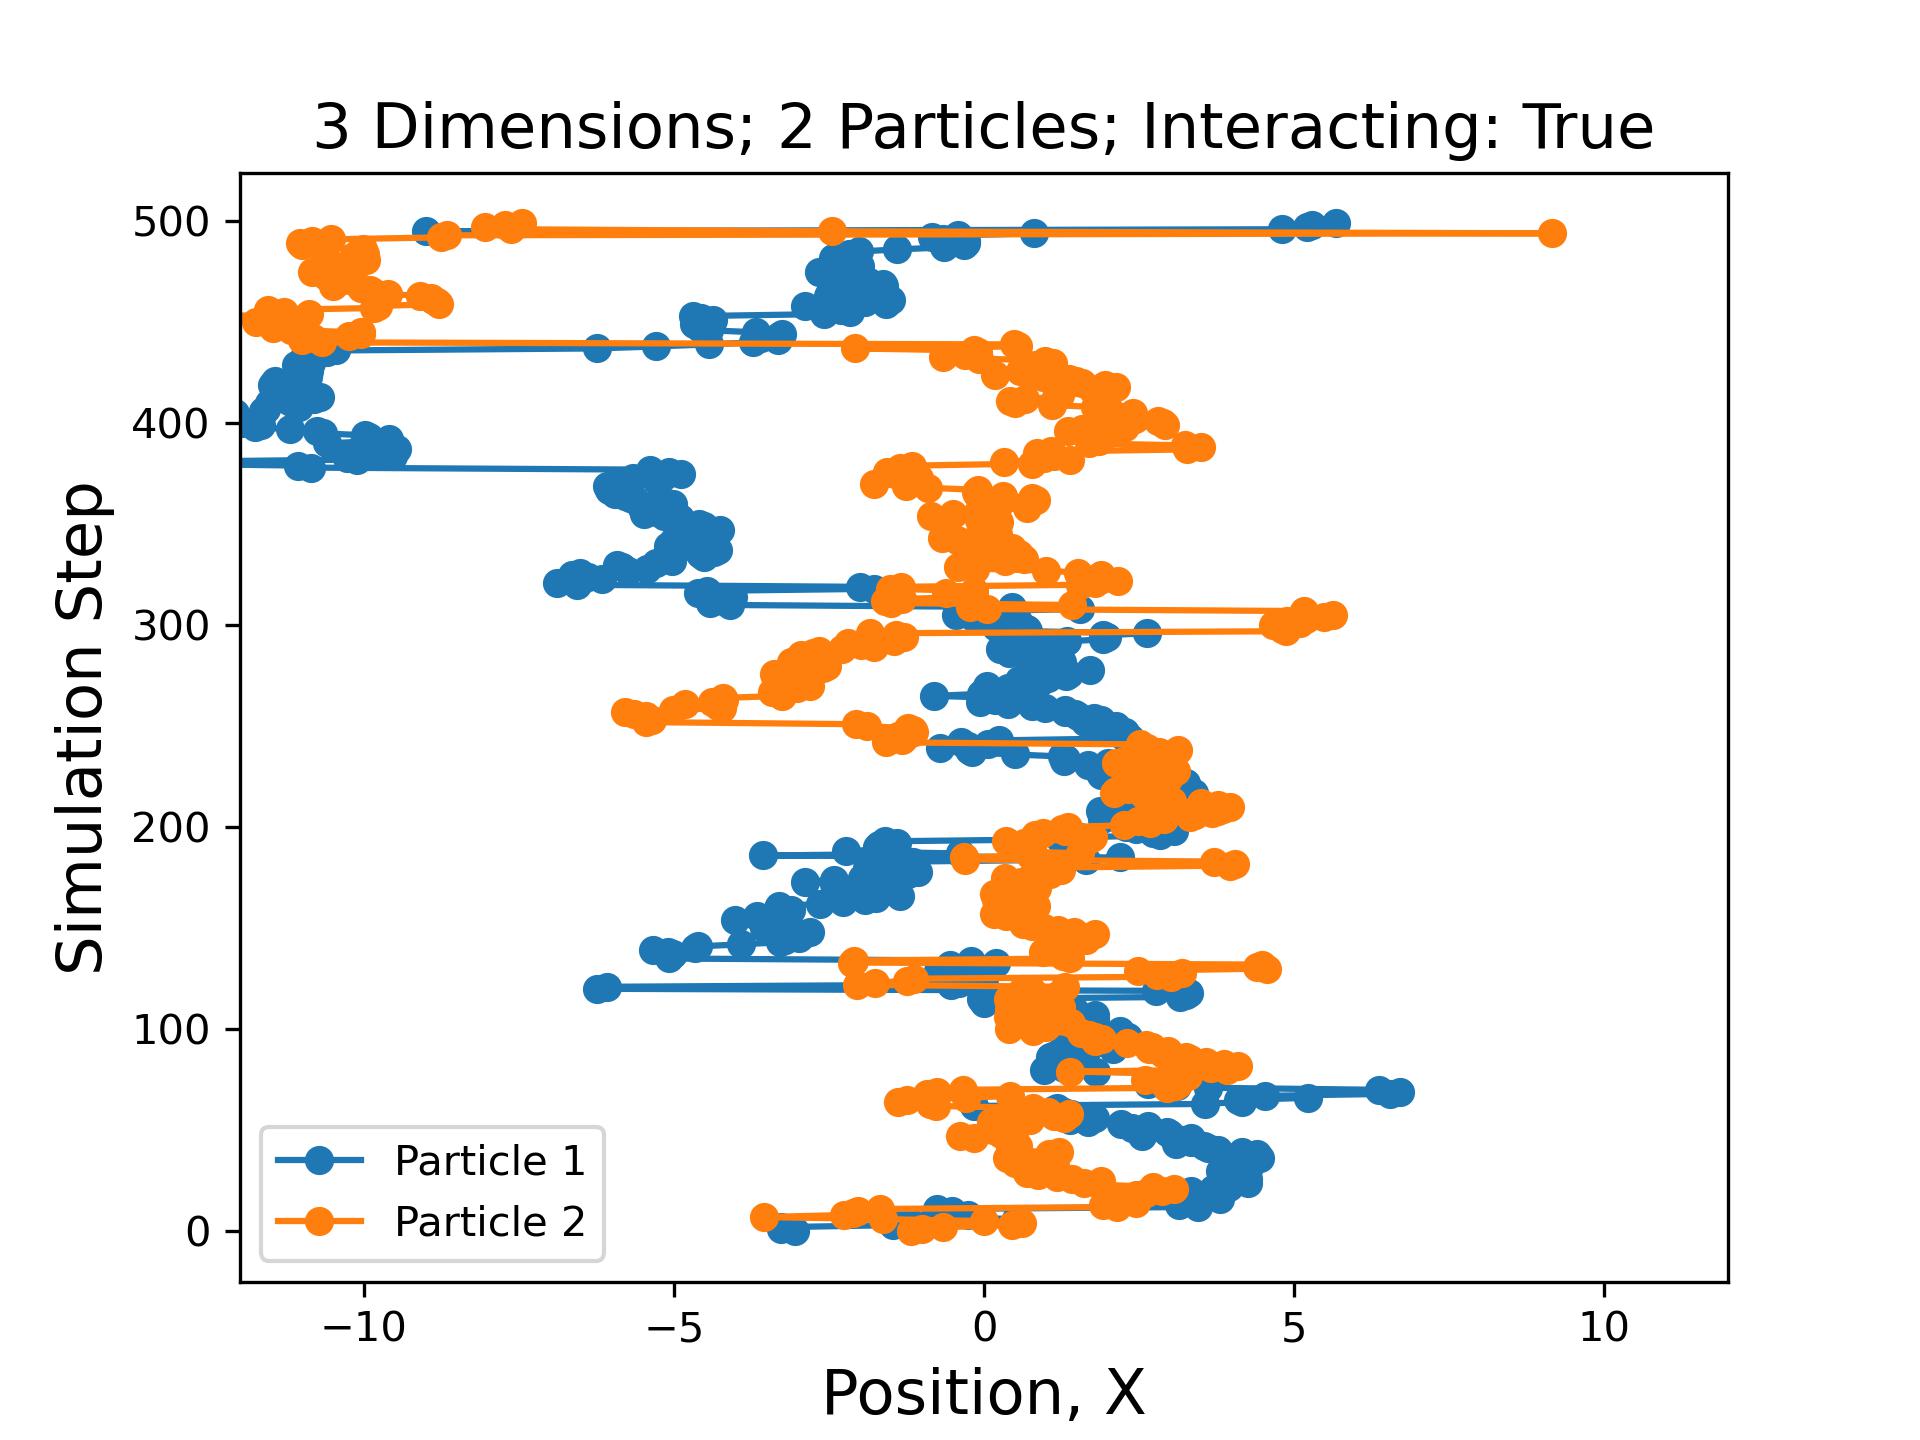 3 Dimensions; 2 Particles; Interacting: True
Simulation Step
500
400
300
200
100
0
Particle 1
Particle 2
−10
−5
0
5
10
Position, X